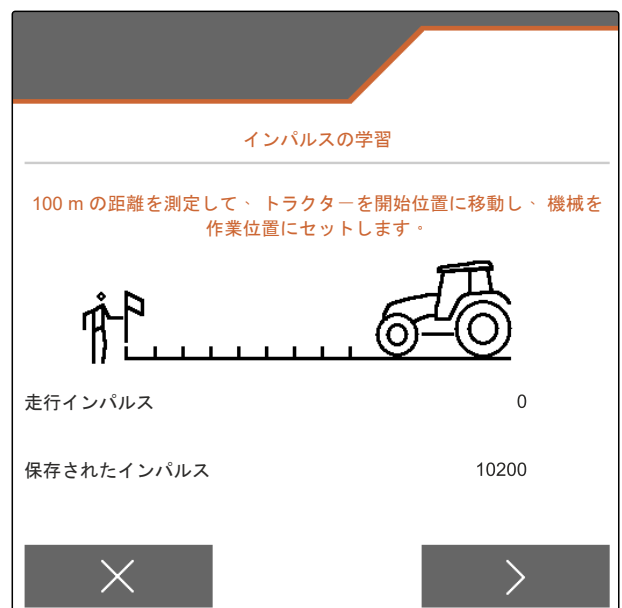 インパルスの学習
100 m の距離を測定して、 トラクターを開始位置に移動し、 機械を
作業位置にセットします。
走行インパルス 0
保存されたインパルス 10200